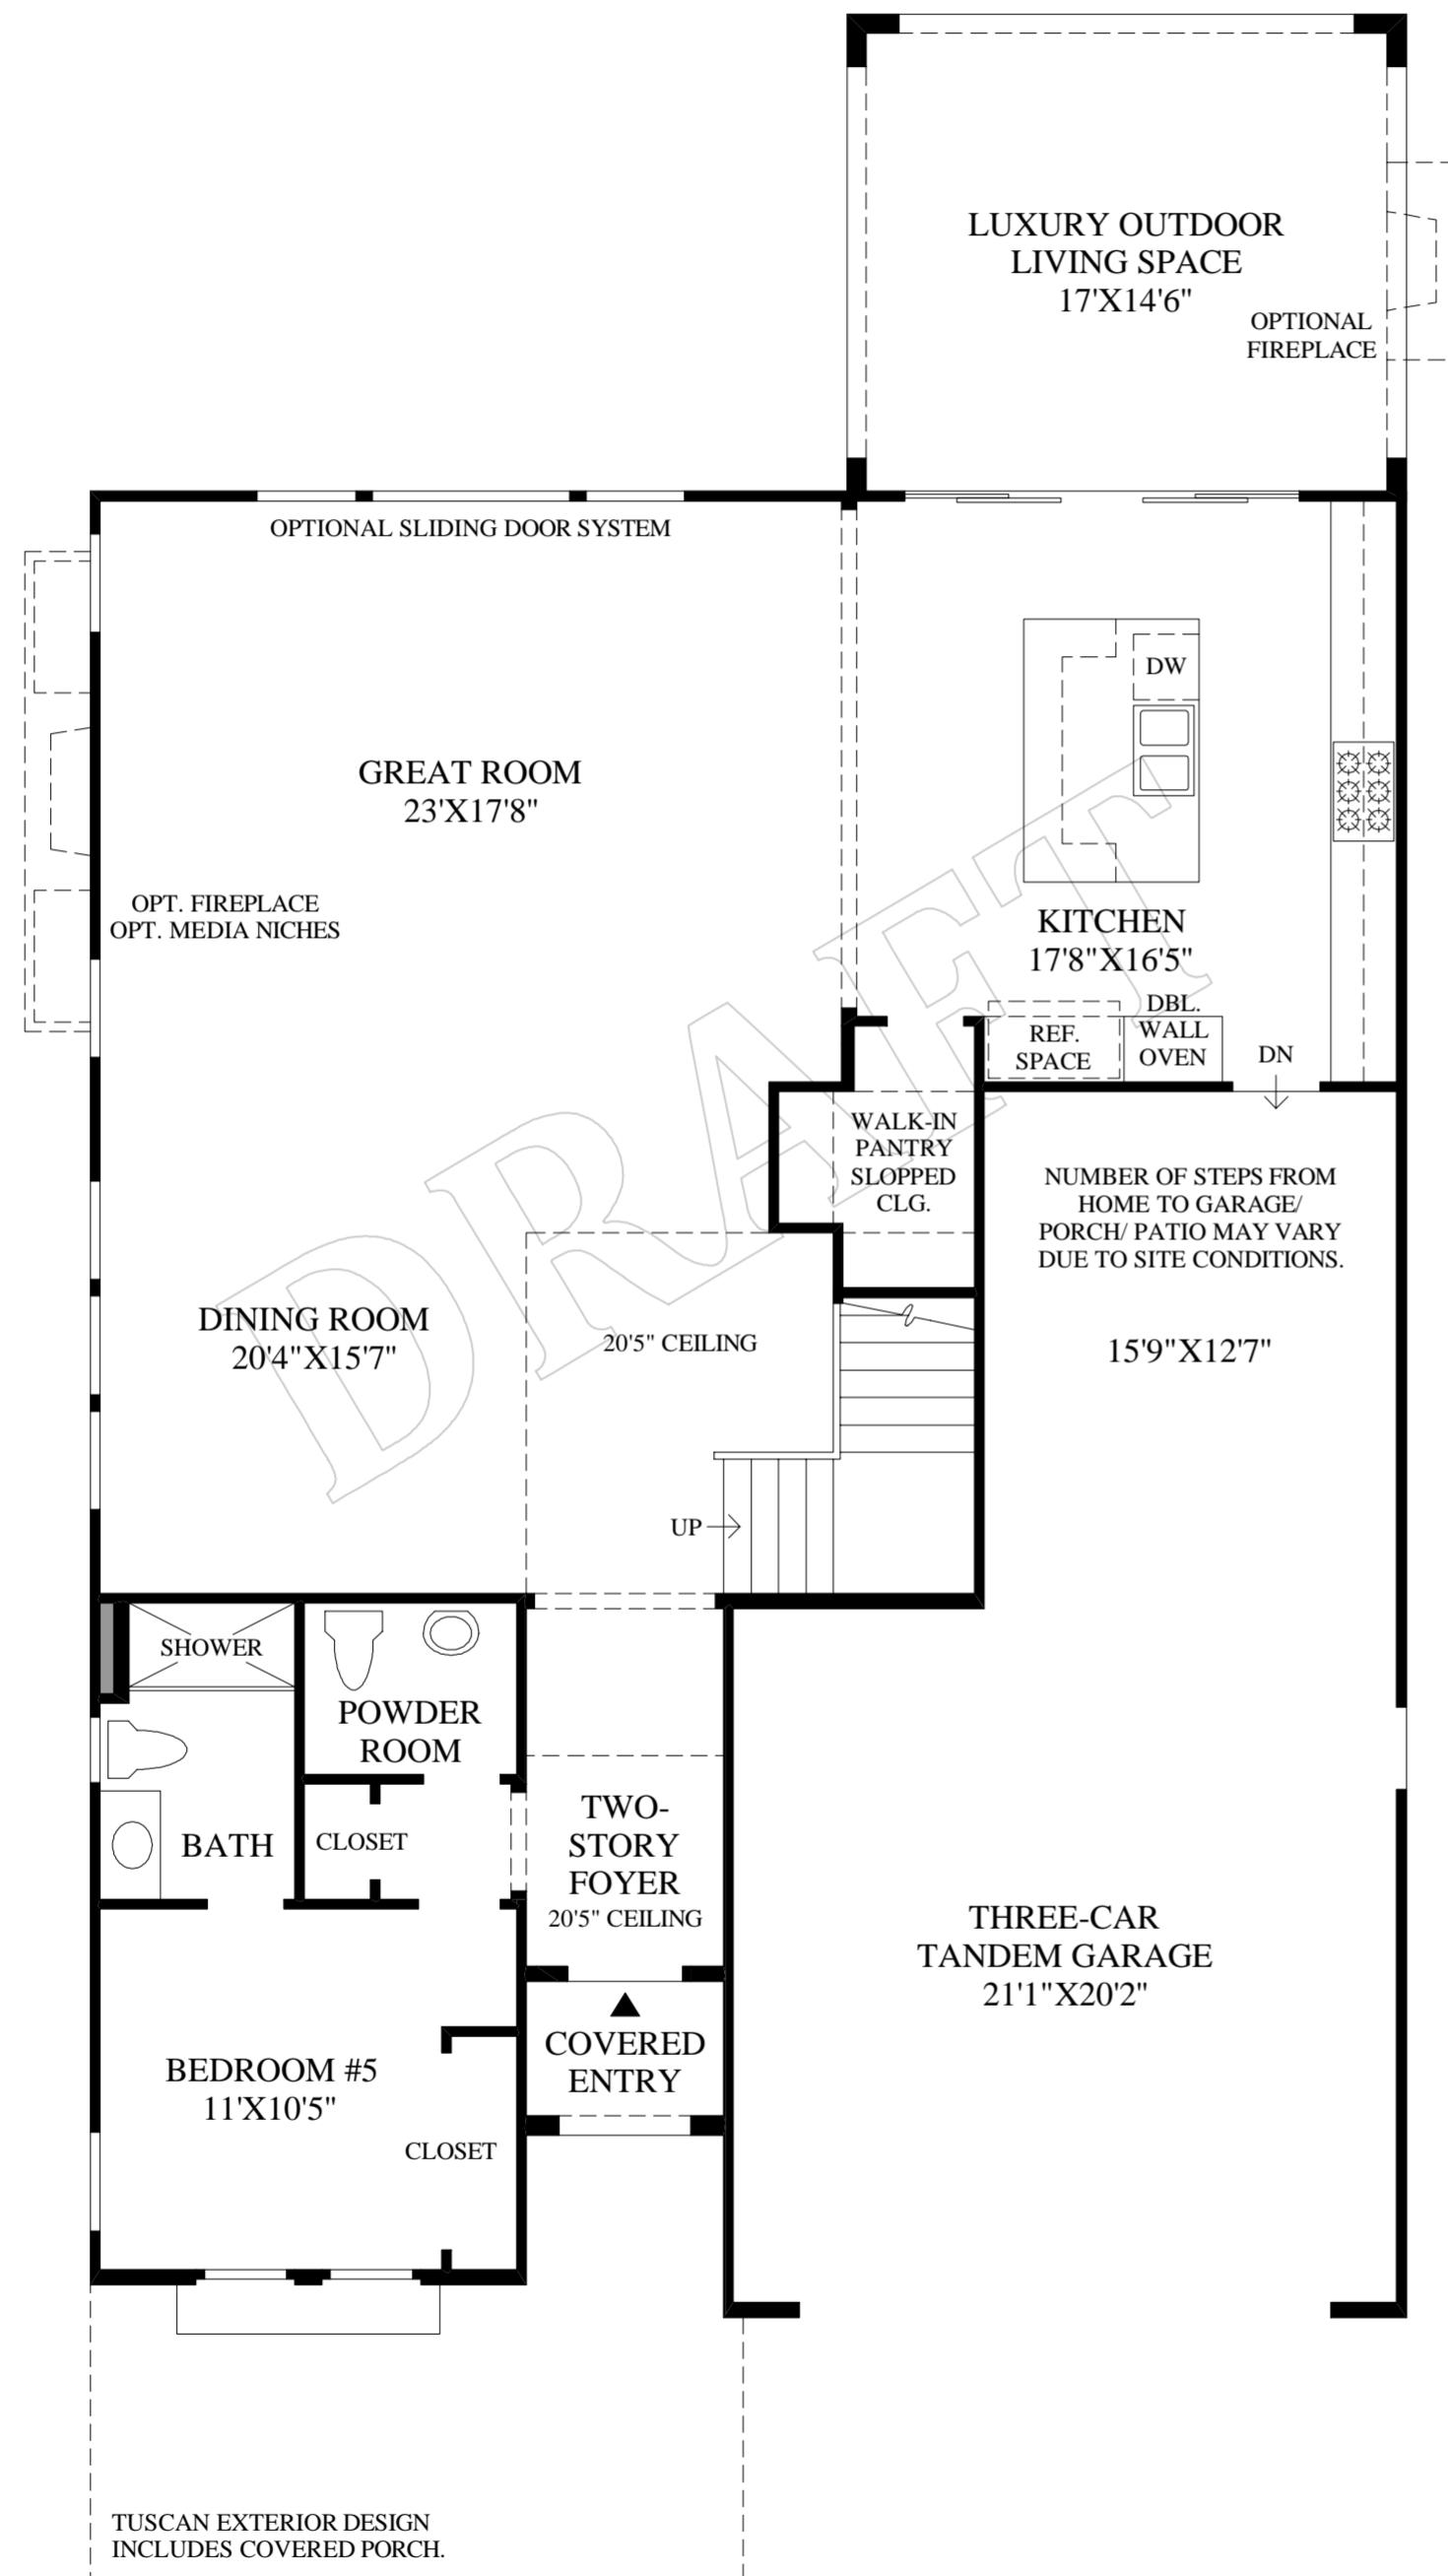 LUXURY OUTDOOR
LIVING SPACE
17'X14'6"
OPTIONAL
FIREPLACE
OPTIONAL SLIDING DOOR SYSTEM
DW
GREAT ROOM
23'X17'8"
OPT. FIREPLACE
OPT. MEDIA NICHES
KITCHEN
17'8"X16'5"
REF.
SPACE
DBL.
WALL
OVEN
DN
WALK-IN
PANTRY
SLOPPED
CLG.
NUMBER OF STEPS FROM
HOME TO GARAGE/
PORCH/ PATIO MAY VARY
DUE TO SITE CONDITIONS.
DRAFT
DINING ROOM
20'4"X15'7"
20'5" CEILING
15'9"X12'7"
UP
SHOWER
POWDER
ROOM
BATH
CLOSET
TWO-
STORY
FOYER
20'5" CEILING
THREE-CAR
TANDEM GARAGE
21'1"X20'2"
COVERED
ENTRY
BEDROOM #5
11'X10'5"
CLOSET
TUSCAN EXTERIOR DESIGN
INCLUDES COVERED PORCH.